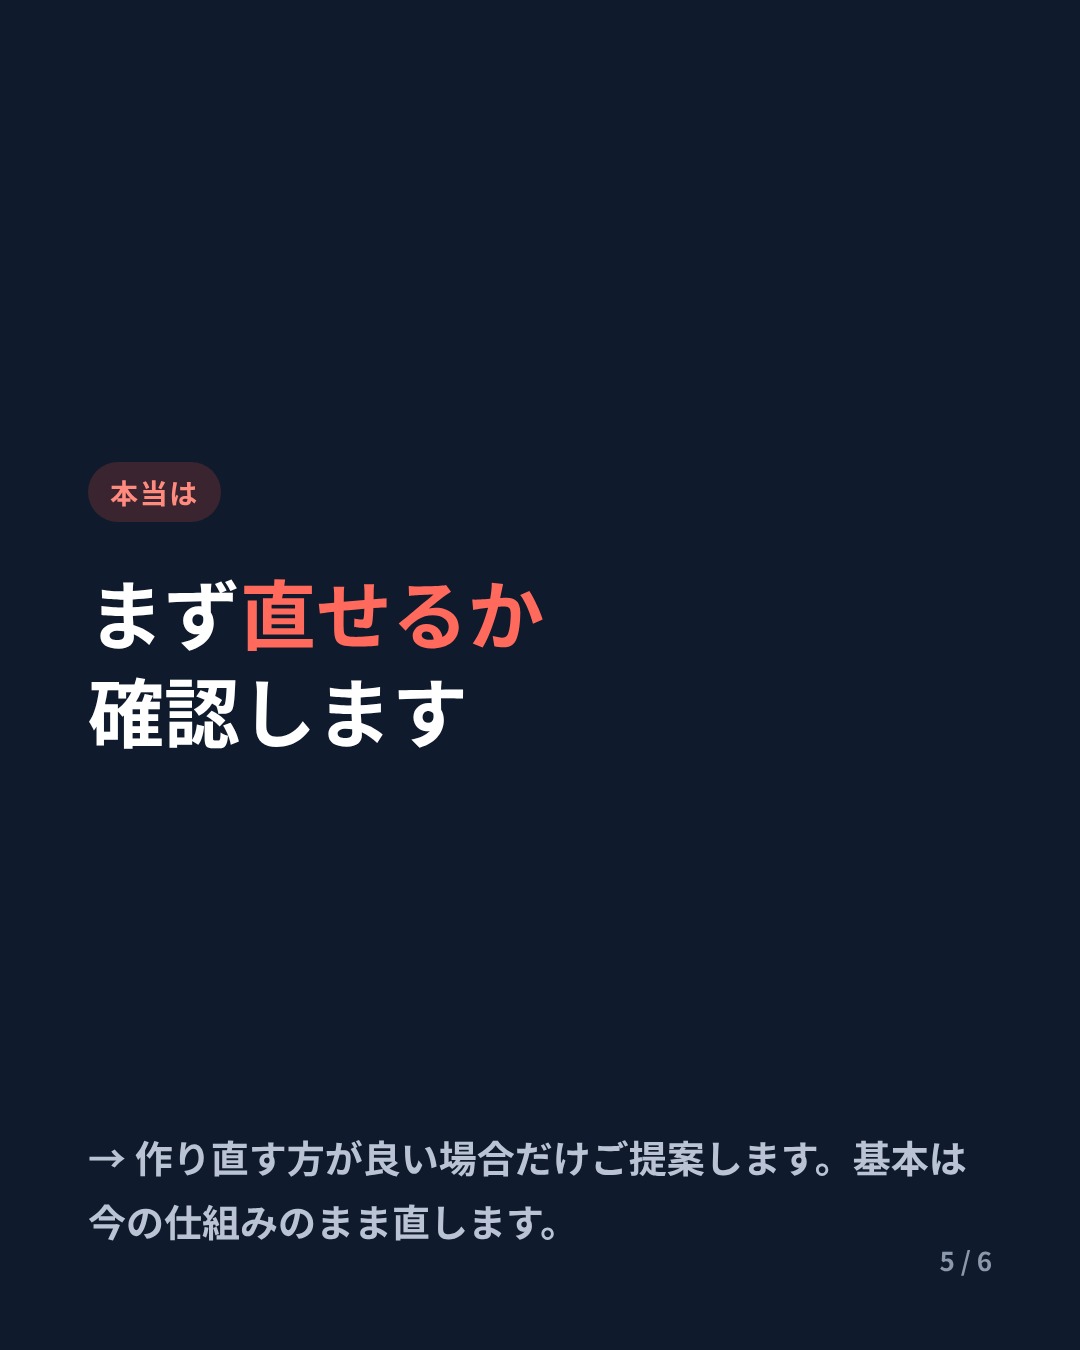 本当は
まず直せるか
確認します
→ 作り直す方が良い場合だけご提案します。基本は
今の仕組みのまま直します。
5 / 6